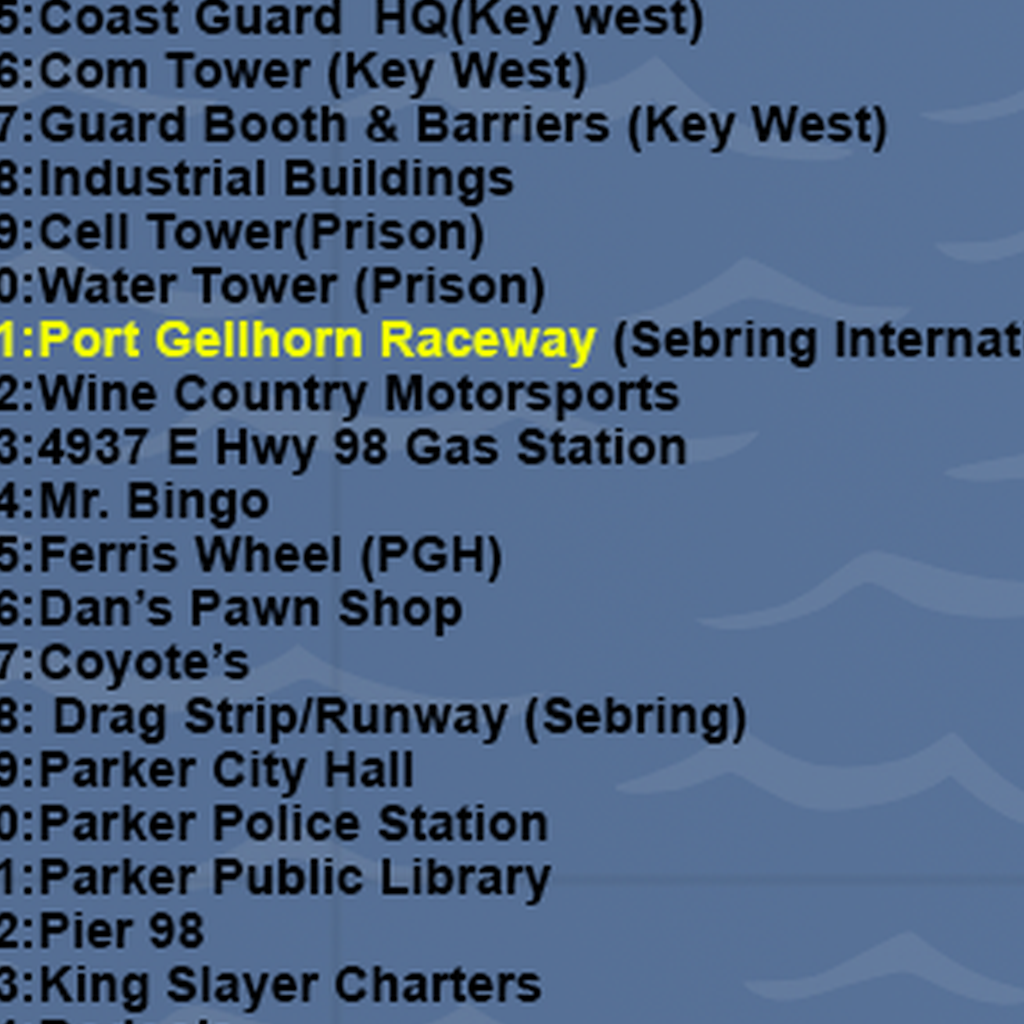 5:Coast Guard  HQ(Key west)
6:Com Tower (Key West)
7:Guard Booth & Barriers (Key West)
8:Industrial Buildings
9:Cell Tower(Prison)
0:Water Tower (Prison)
1:Port Gellhorn Raceway (Sebring Internat
2:Wine Country Motorsports
3:4937 E Hwy 98 Gas Station
4:Mr. Bingo
5:Ferris Wheel (PGH)
6:Dan’s Pawn Shop
7:Coyote’s
8: Drag Strip/Runway (Sebring)
9:Parker City Hall
0:Parker Police Station
1:Parker Public Library
2:Pier 98
3:King Slayer Charters